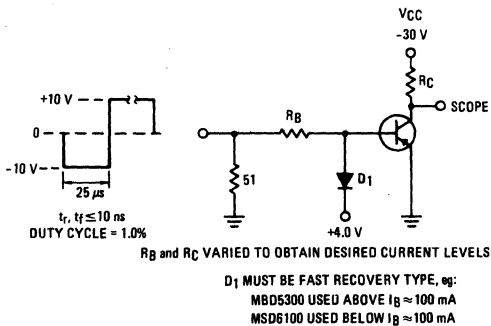 VCC
-30 V
RC
SCOPE
+10 V
0
-10 V
25 μs
tr, tf ≤ 10 ns
DUTY CYCLE = 1.0%
RB
51
D1
+4.0 V
RB and RC VARIED TO OBTAIN DESIRED CURRENT LEVELS
D1 MUST BE FAST RECOVERY TYPE, eg:
MBD5300 USED ABOVE IB ≈ 100 mA
MSD6100 USED BELOW IB ≈ 100 mA